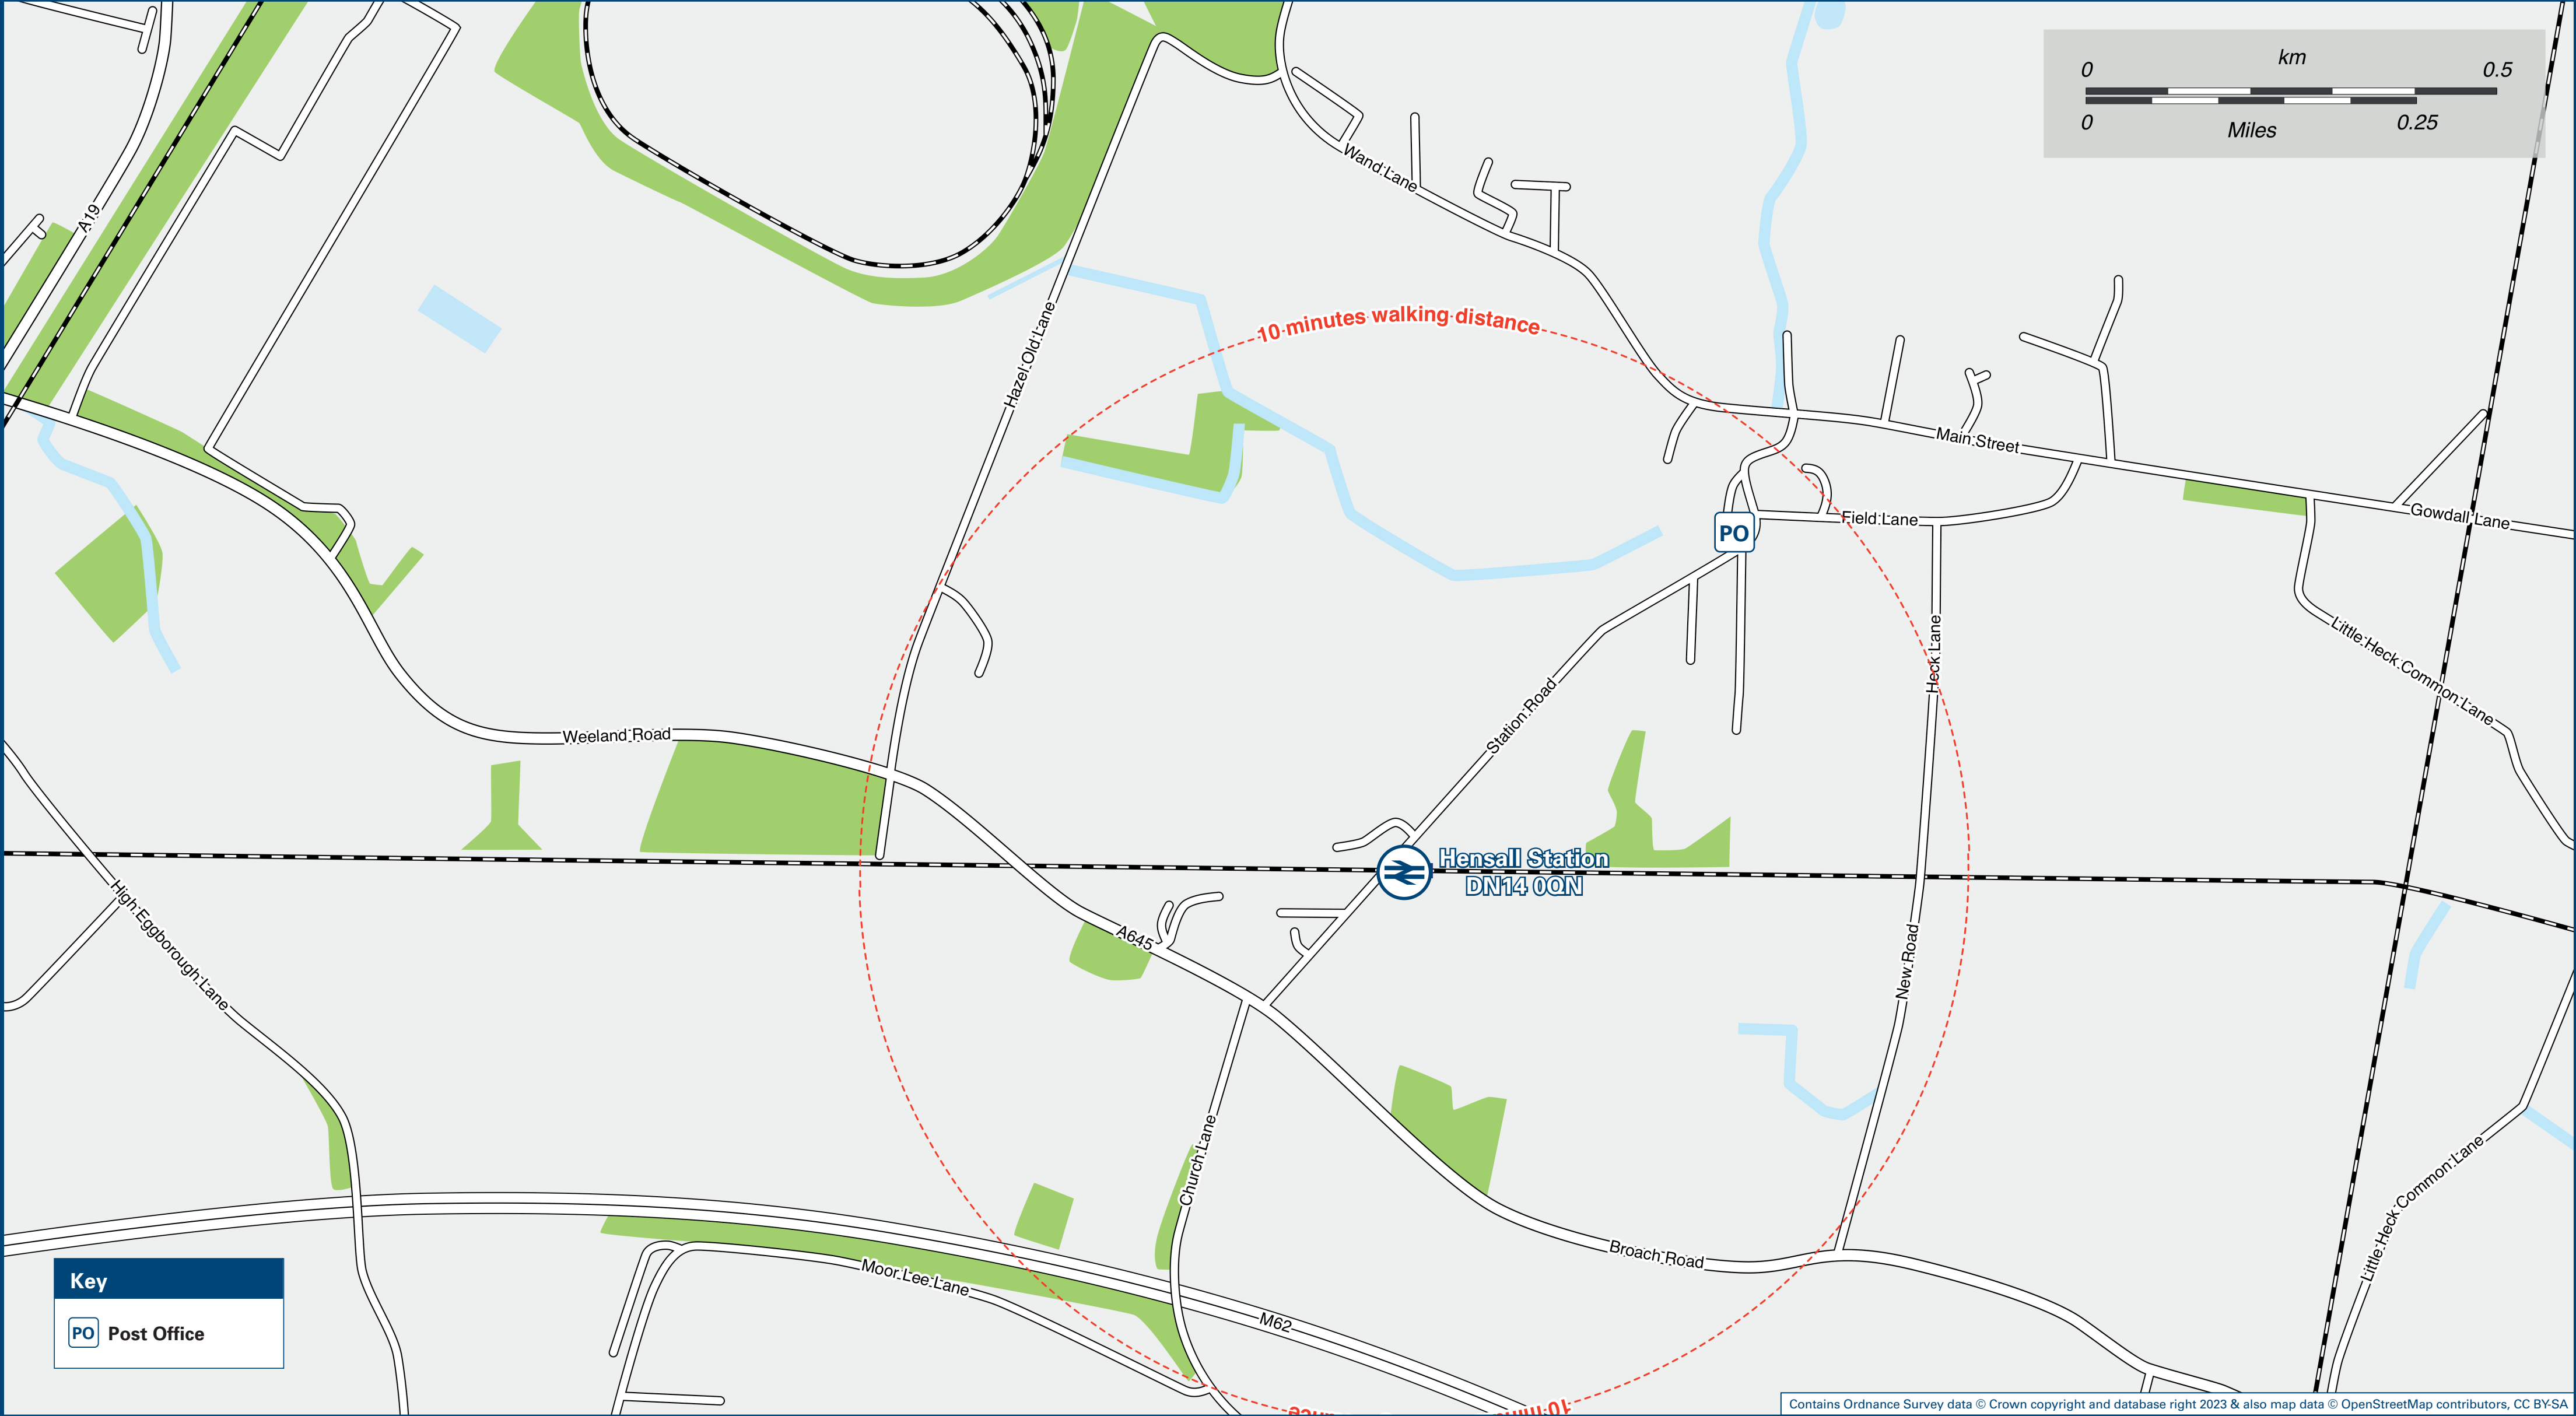 km
0 0.5
0 0.25
Miles
A19
Wand Lane
10 minutes walking distance
Hazel Old Lane
Main Street
Gowdall Lane
Field Lane
PO
Heck Lane
Little Heck Common Lane
Station Road
Weeland Road
Hensall Station
DN14 0QN
High Eggborough Lane
A645
New Road
Church Lane
Little Heck Common Lane
Broach Road
Moor Lee Lane
M62
Key
PO Post Office
Contains Ordnance Survey data © Crown copyright and database right 2023 & also map data © OpenStreetMap contributors, CC BY-SA